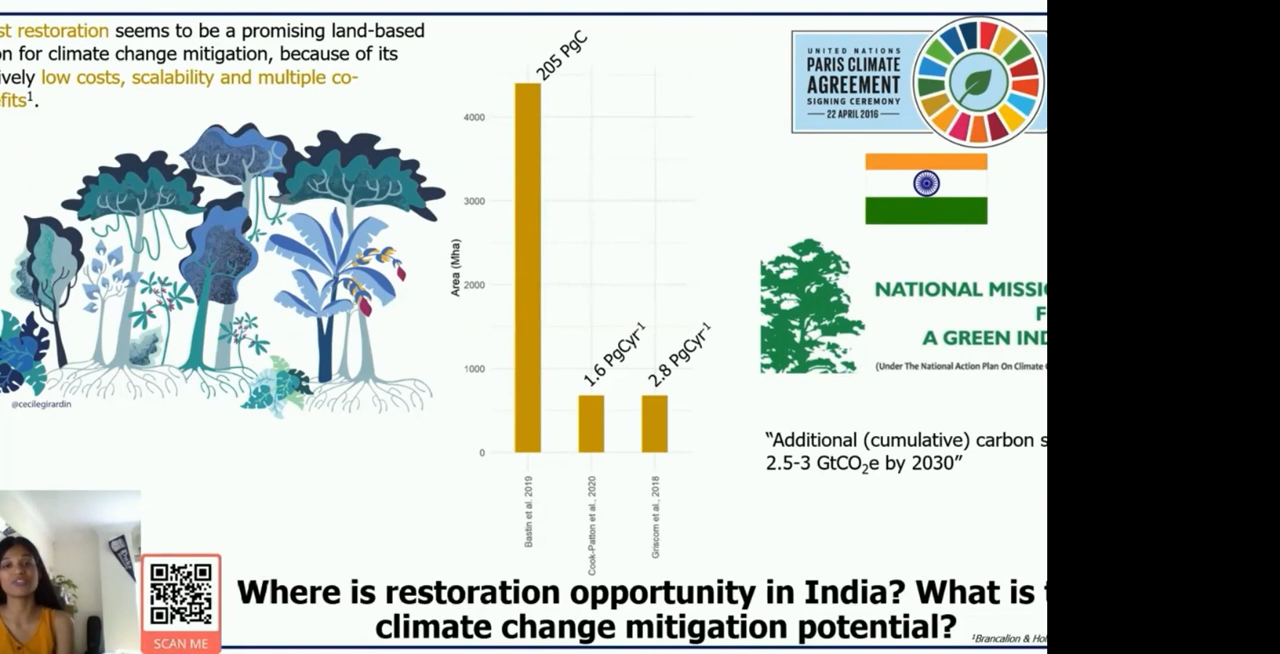 st restoration seems to be a promising land-based
on for climate change mitigation, because of its
ively low costs, scalability and multiple co-
fits1.
@cecilegirardin
205 PgC
1.6 PgCyr-1
2.8 PgCyr-1
Area (Mha)
4000
3000
2000
1000
0
Bastin et al. 2019
Cook-Patton et al., 2020
Griscom et al., 2018
UNITED NATIONS
PARIS CLIMATE
AGREEMENT
SIGNING CEREMONY
22 APRIL 2016
NATIONAL MISSI
F
A GREEN IND
(Under The National Action Plan On Climate
"Additional (cumulative) carbon s
2.5-3 GtCO2e by 2030"
SCAN ME
Where is restoration opportunity in India? What is
climate change mitigation potential?
1Brancalion & Hol